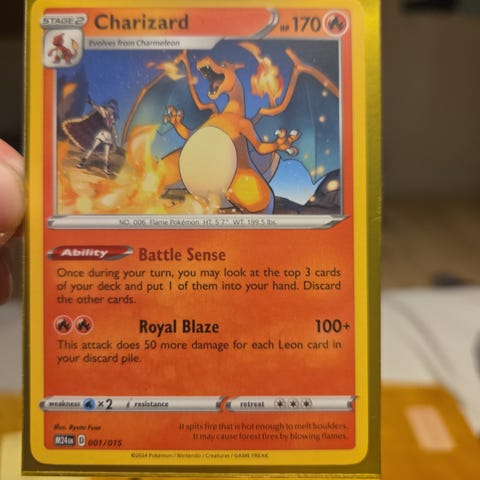 STAGE 2 Charizard HP 170
Evolves from Charmeleon
NO. 006 Flame Pokémon HT: 5'7" WT: 199.5 lbs.
Ability Battle Sense
Once during your turn, you may look at the top 3 cards
of your deck and put 1 of them into your hand. Discard
the other cards.
Royal Blaze 100+
This attack does 50 more damage for each Leon card in
your discard pile.
weakness ×2 resistance retreat
Illus. Ryota Fuse
M24 EN D 001/015
It spits fire that is hot enough to melt boulders.
It may cause forest fires by blowing flames.
©2024 Pokémon / Nintendo / Creatures / GAME FREAK